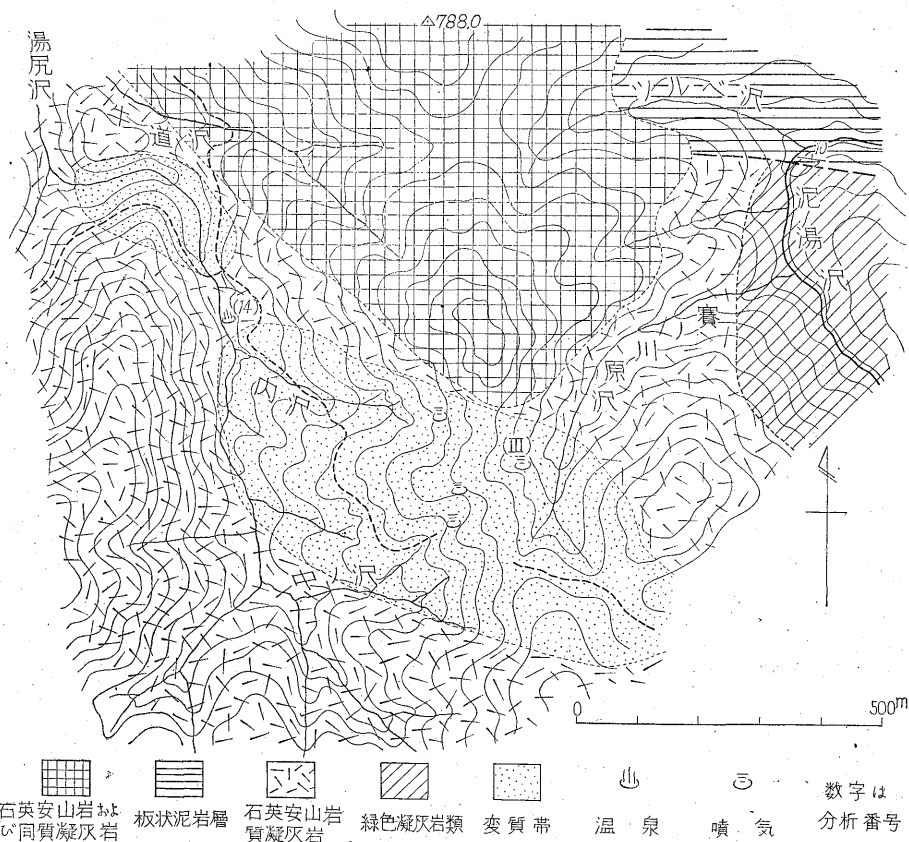 △788.0
湯尻沢
ツルベ沢
道沢
泥湯沢
賽
川
原
沢
14
内沢
III
中ノ沢
0 500m
石英安山岩および同質凝灰岩
板状泥岩層
石英安山岩質凝灰岩
緑色凝灰岩類
変質帯
温泉
噴気
数字は
分析番号